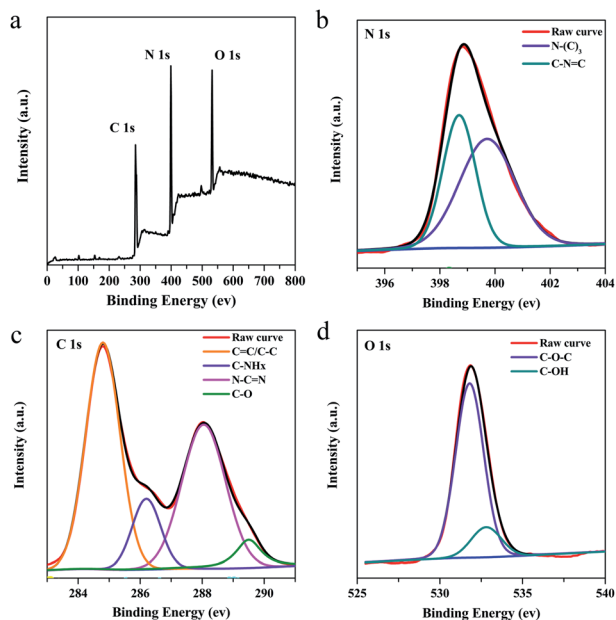 a
N 1s
O 1s
C 1s
Intensity (a.u.)
0 100 200 300 400 500 600 700 800
Binding Energy (ev)
b
N 1s
Raw curve
N-(C)₃
C-N=C
Intensity (a.u.)
396 398 400 402 404
Binding Energy (ev)
c
C 1s
Raw curve
C=C/C-C
C-NHx
N-C=N
C-O
Intensity (a.u.)
284 286 288 290
Binding Energy (ev)
d
O 1s
Raw curve
C-O-C
C-OH
Intensity (a.u.)
525 530 535 540
Binding Energy (ev)